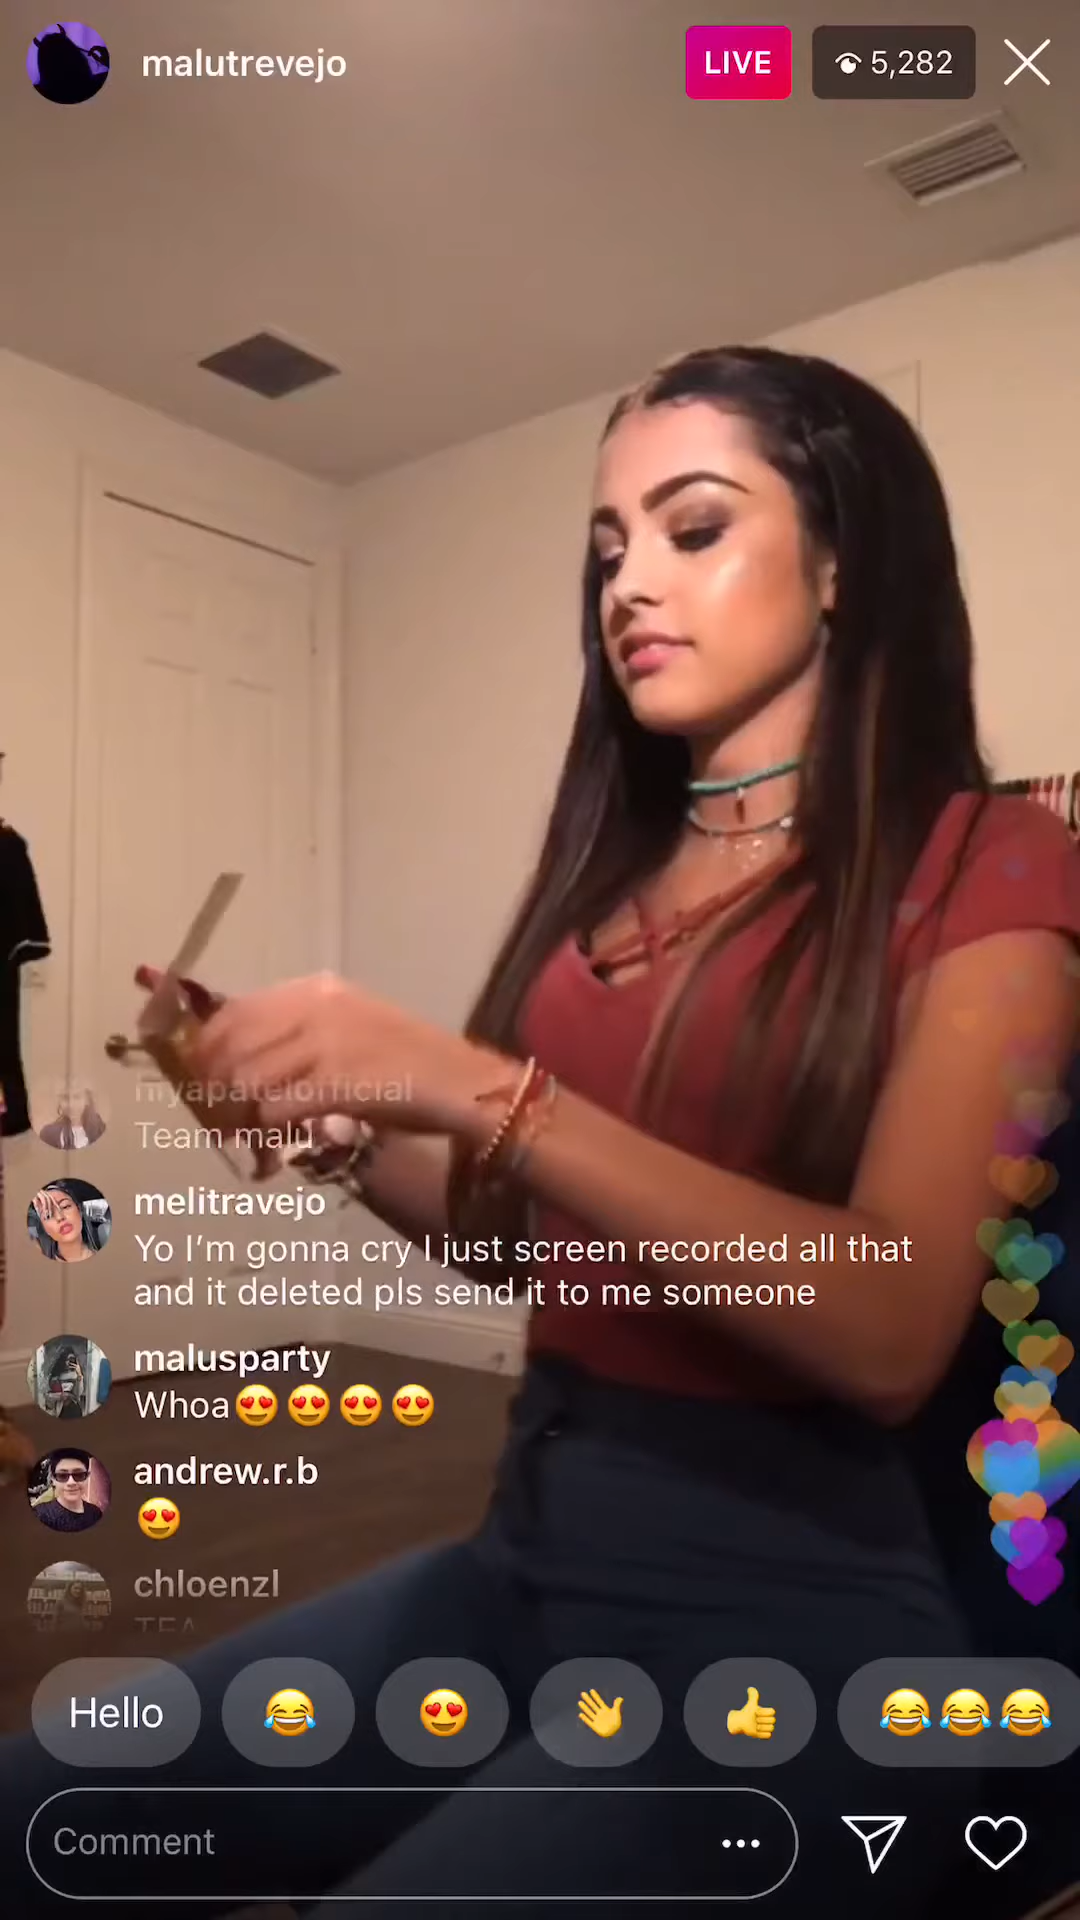 malutrevejo
LIVE
5,282
Team malu
melitravejo
Yo I'm gonna cry I just screen recorded all that
and it deleted pls send it to me someone
malusparty
Whoa😍😍😍😍
andrew.r.b
😍
chloenzl
TEA
Hello
😂
😍
👋
👍
😂😂😂
Comment